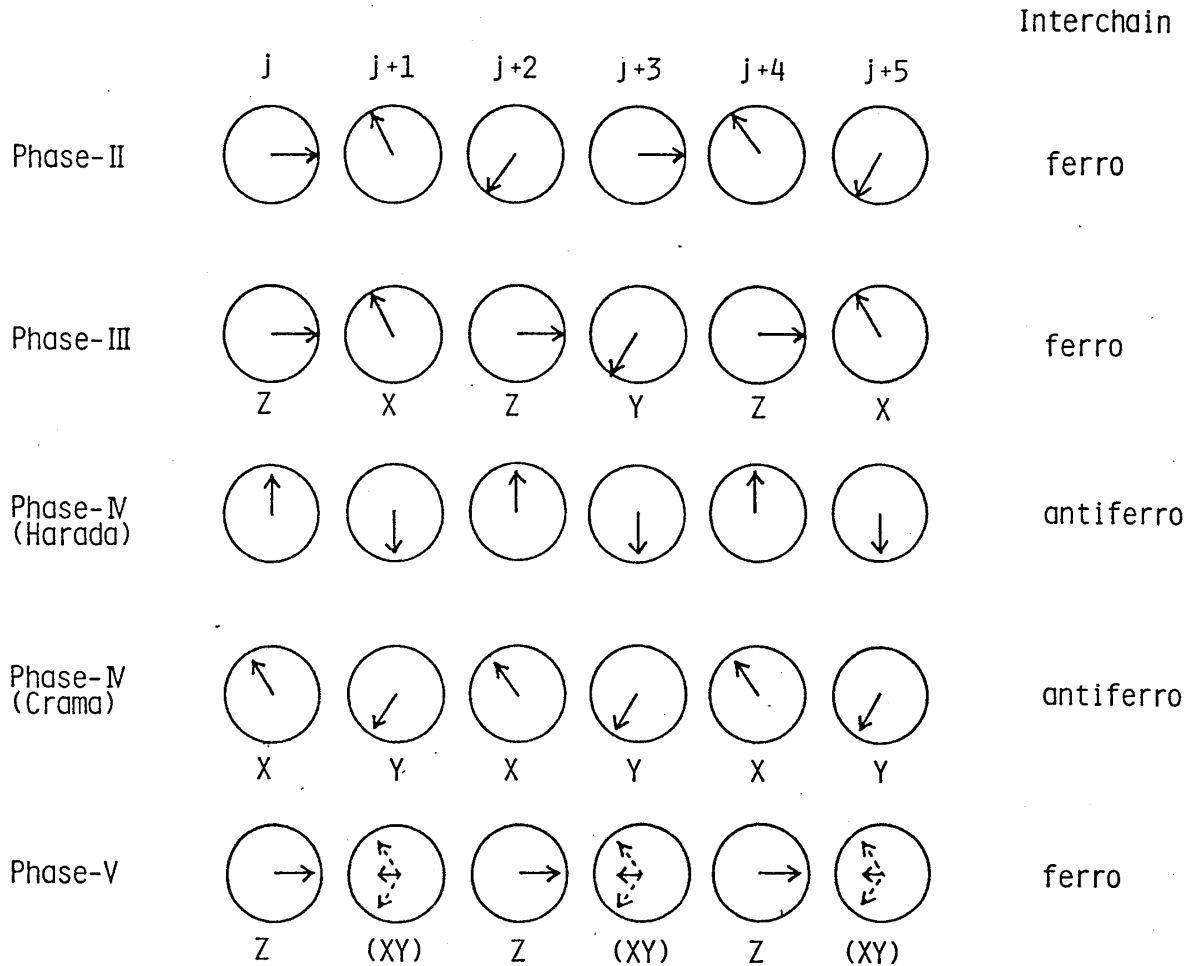 Interchain
j j+1 j+2 j+3 j+4 j+5
Phase-II ferro
Phase-III ferro
Z X Z Y Z X
Phase-IV
(Harada) antiferro
Phase-IV
(Crama) antiferro
X Y X Y X Y
Phase-V ferro
Z (XY) Z (XY) Z (XY)